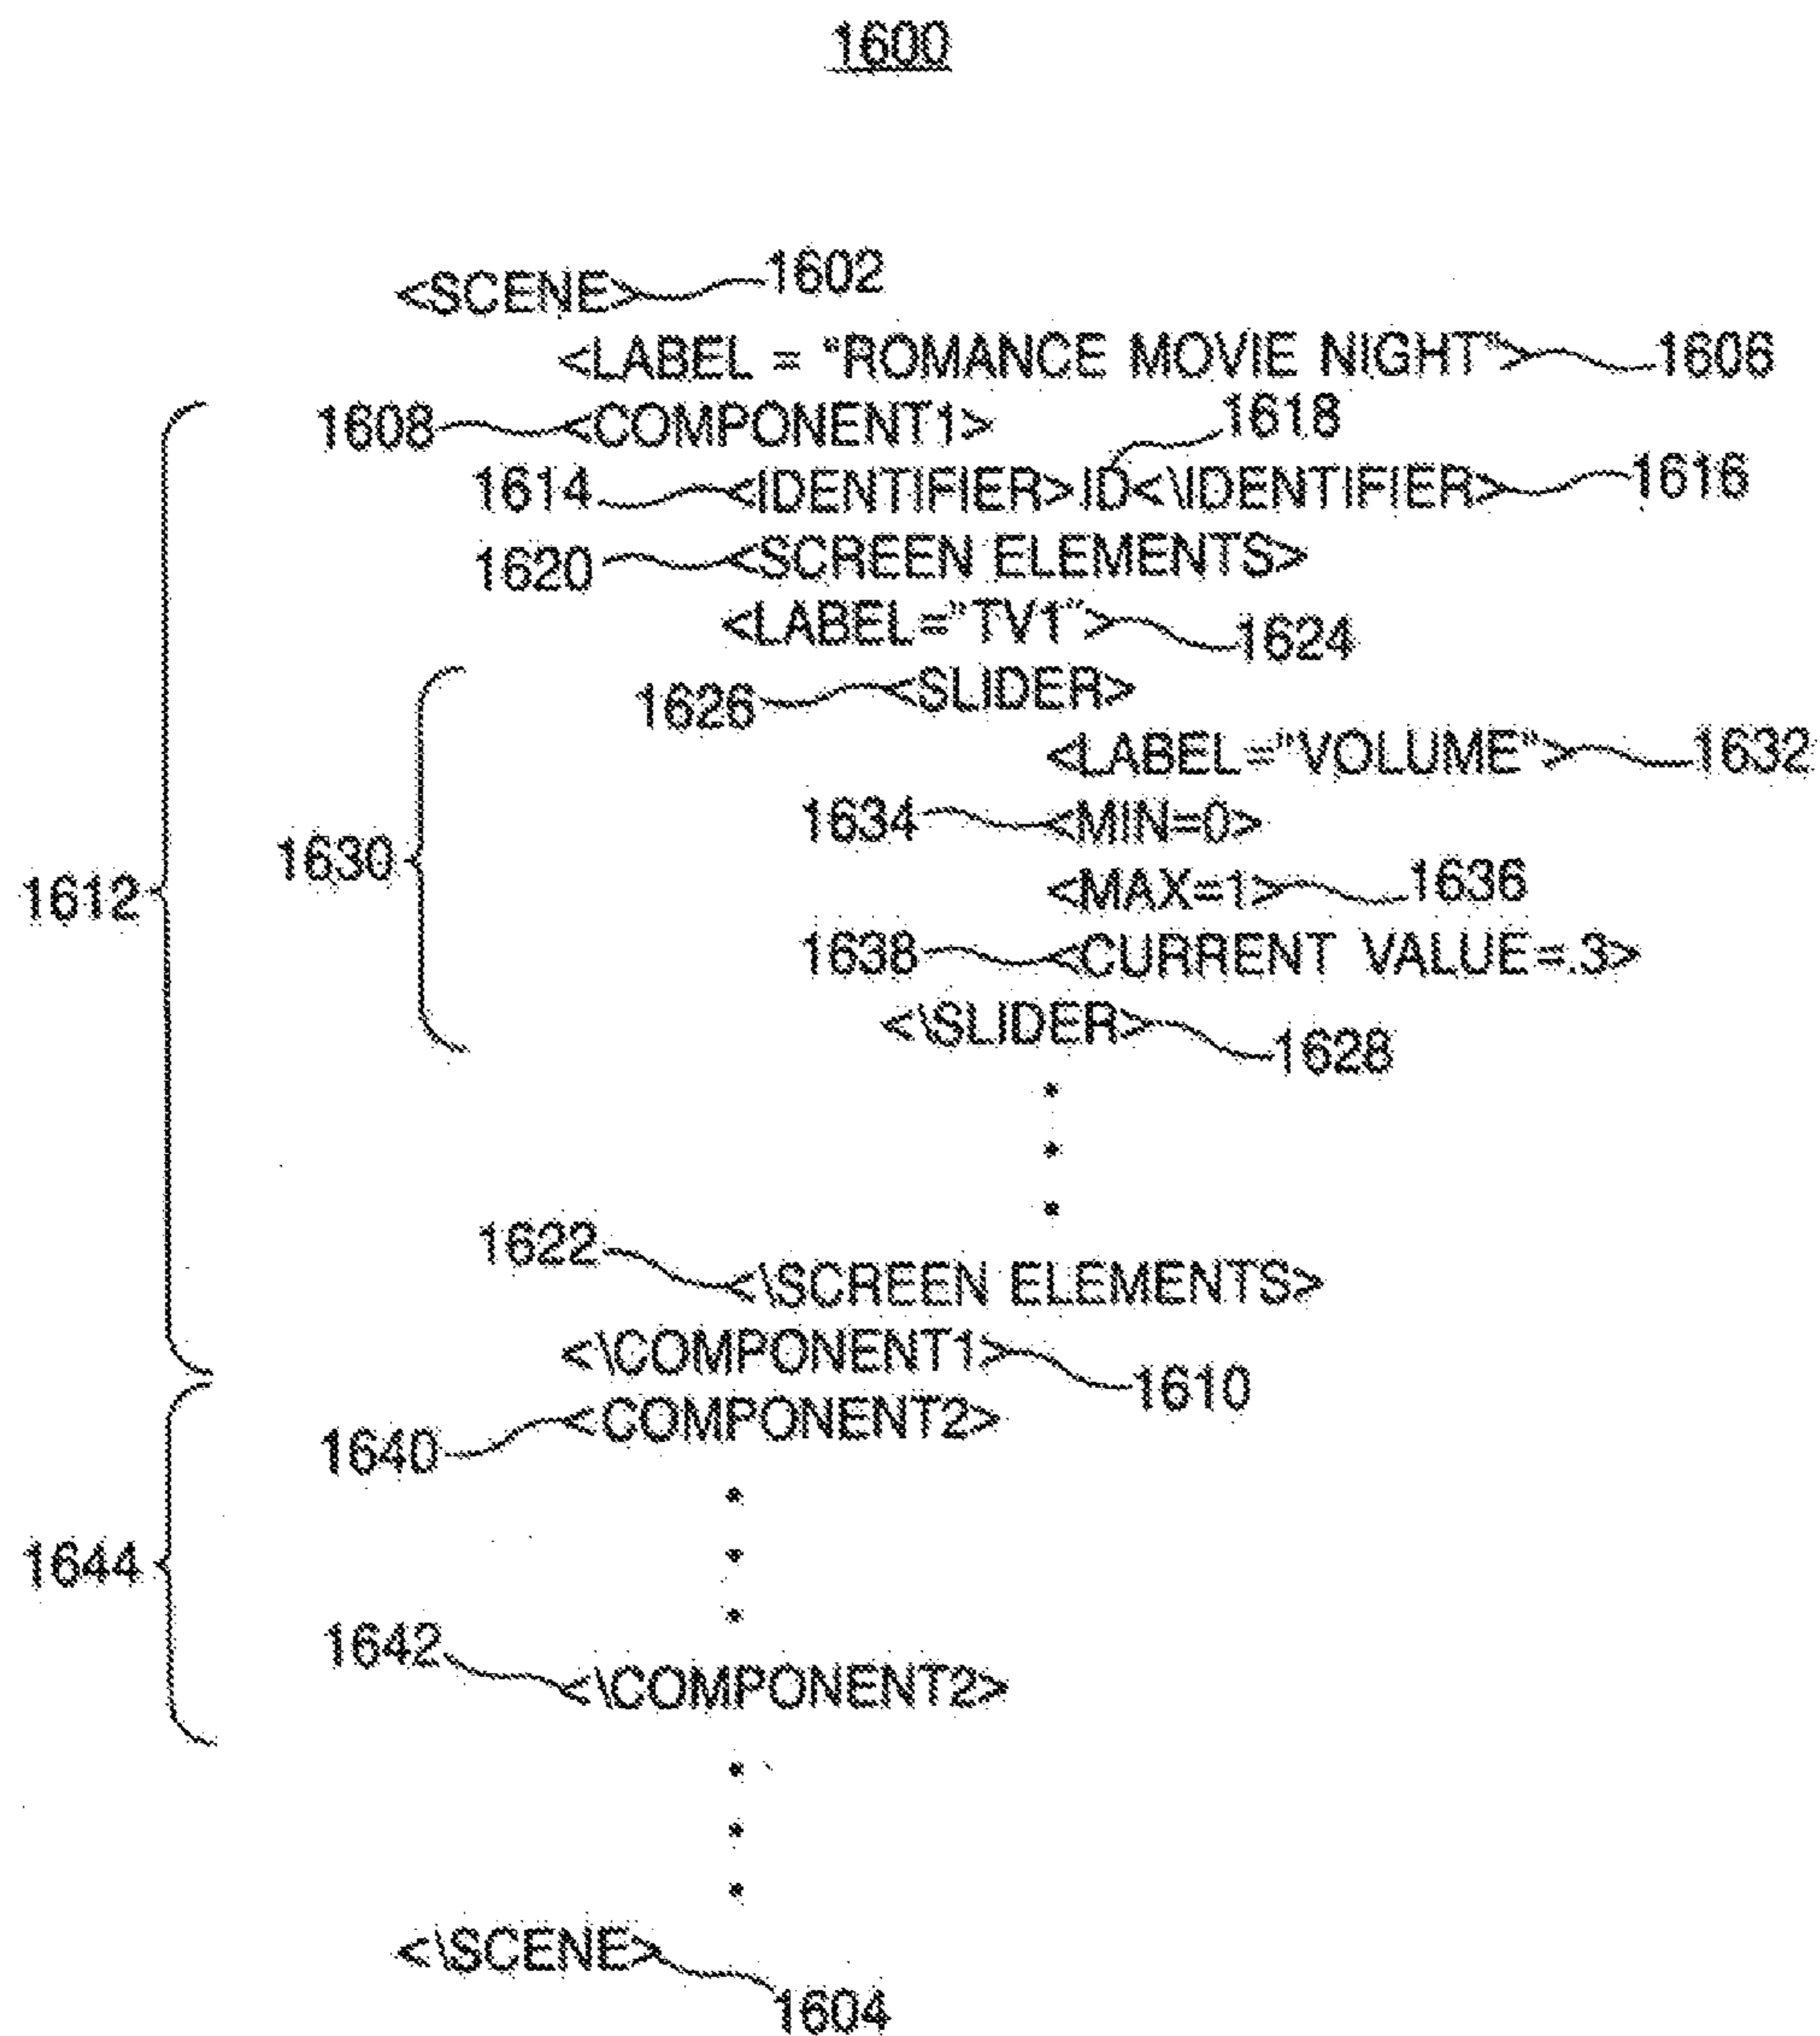 1600
<SCENE> 1602
<LABEL = "ROMANCE MOVIE NIGHT"> 1606
1608 <COMPONENT1> 1618
1614 <IDENTIFIER>ID<\IDENTIFIER> 1616
1620 <SCREEN ELEMENTS>
<LABEL="TV1"> 1624
1626 <SLIDER>
<LABEL="VOLUME"> 1632
1634 <MIN=0>
1630
1612
<MAX=1> 1636
1638 <CURRENT VALUE=.3>
<\SLIDER> 1628
1622 <\SCREEN ELEMENTS>
<\COMPONENT1> 1610
1640 <COMPONENT2>
1644
1642 <\COMPONENT2>
<\SCENE> 1604